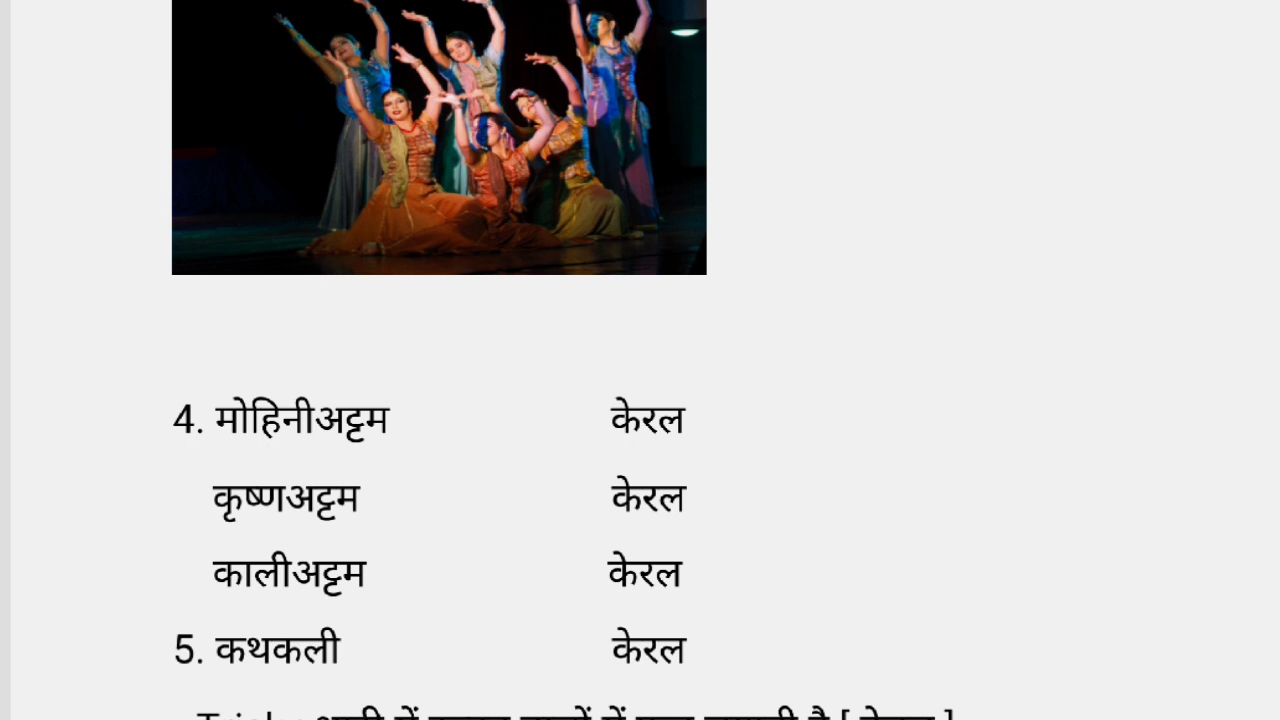 4. मोहिनीअट्टम केरल
कृष्णअट्टम केरल
कालीअट्टम केरल
5. कथकली केरल